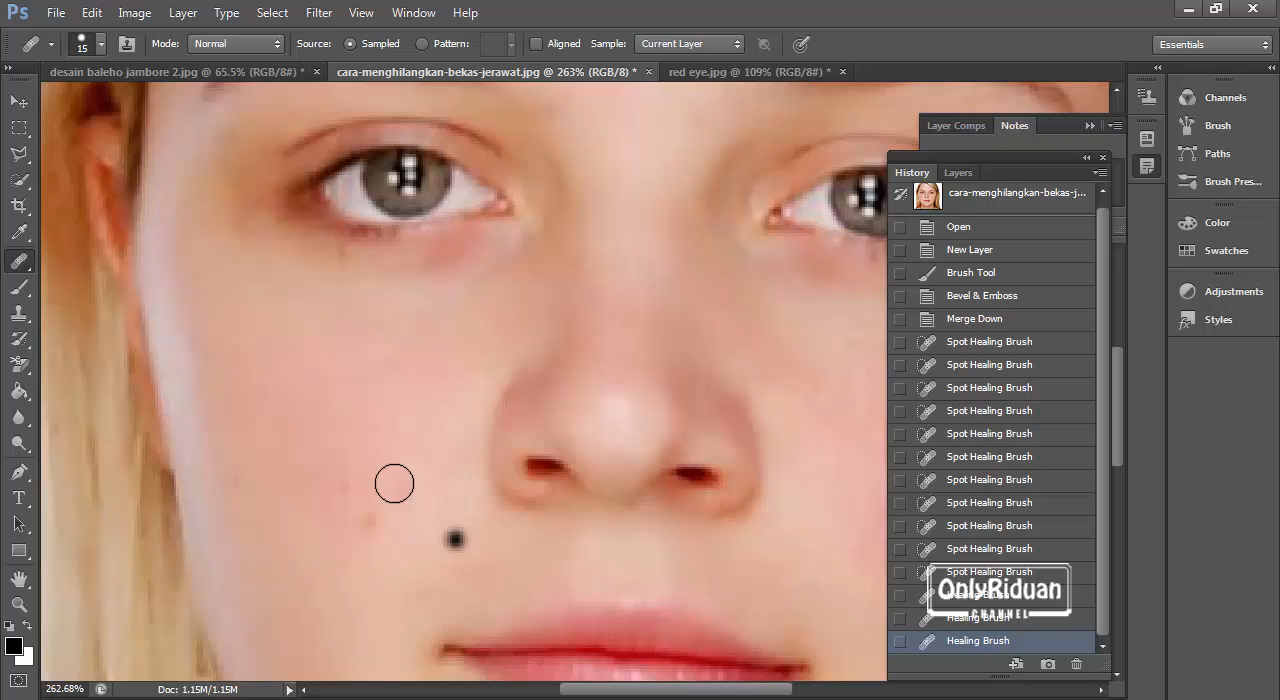 Ps File Edit Image Layer Type Select Filter View Window Help
15 Mode: Normal Source: Sampled Pattern: Aligned Sample: Current Layer Essentials
desain baleho jambore 2.jpg @ 65.5% (RGB/8#) * × cara-menghilangkan-bekas-jerawat.jpg @ 263% (RGB/8) * × red eye.jpg @ 109% (RGB/8#) * ×
Layer Comps Notes
History Layers
cara-menghilangkan-bekas-j...
Open
New Layer
Brush Tool
Bevel & Emboss
Merge Down
Spot Healing Brush
Spot Healing Brush
Spot Healing Brush
Spot Healing Brush
Spot Healing Brush
Spot Healing Brush
Spot Healing Brush
Spot Healing Brush
Spot Healing Brush
Spot Healing Brush
Spot Healing Brush
Healing Brush
Healing Brush
Healing Brush
OnlyRiduan
CHANNEL
Channels
Brush
Paths
Brush Pres...
Color
Swatches
Adjustments
Styles
262.68% Doc: 1.15M/1.15M